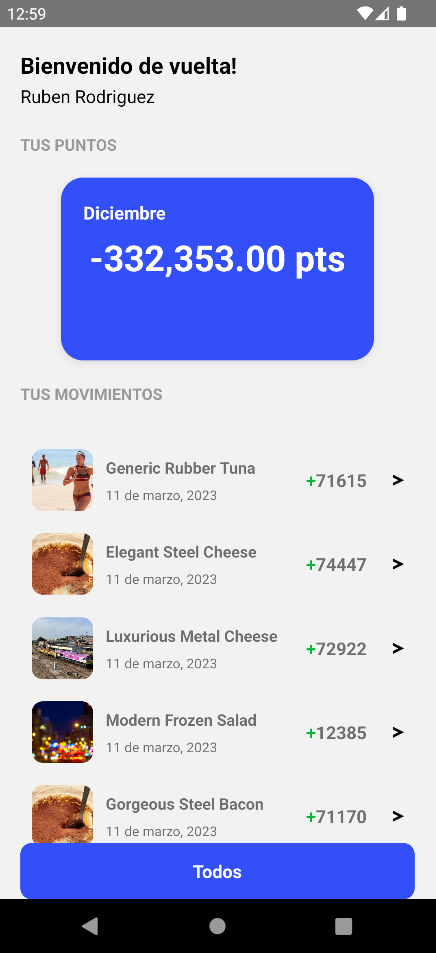 12:59
Bienvenido de vuelta!
Ruben Rodriguez
TUS PUNTOS
Diciembre
-332,353.00 pts
TUS MOVIMIENTOS
Generic Rubber Tuna
+71615 >
11 de marzo, 2023
Elegant Steel Cheese
+74447 >
11 de marzo, 2023
Luxurious Metal Cheese
+72922 >
11 de marzo, 2023
Modern Frozen Salad
+12385 >
11 de marzo, 2023
Gorgeous Steel Bacon
+71170 >
11 de marzo, 2023
Todos